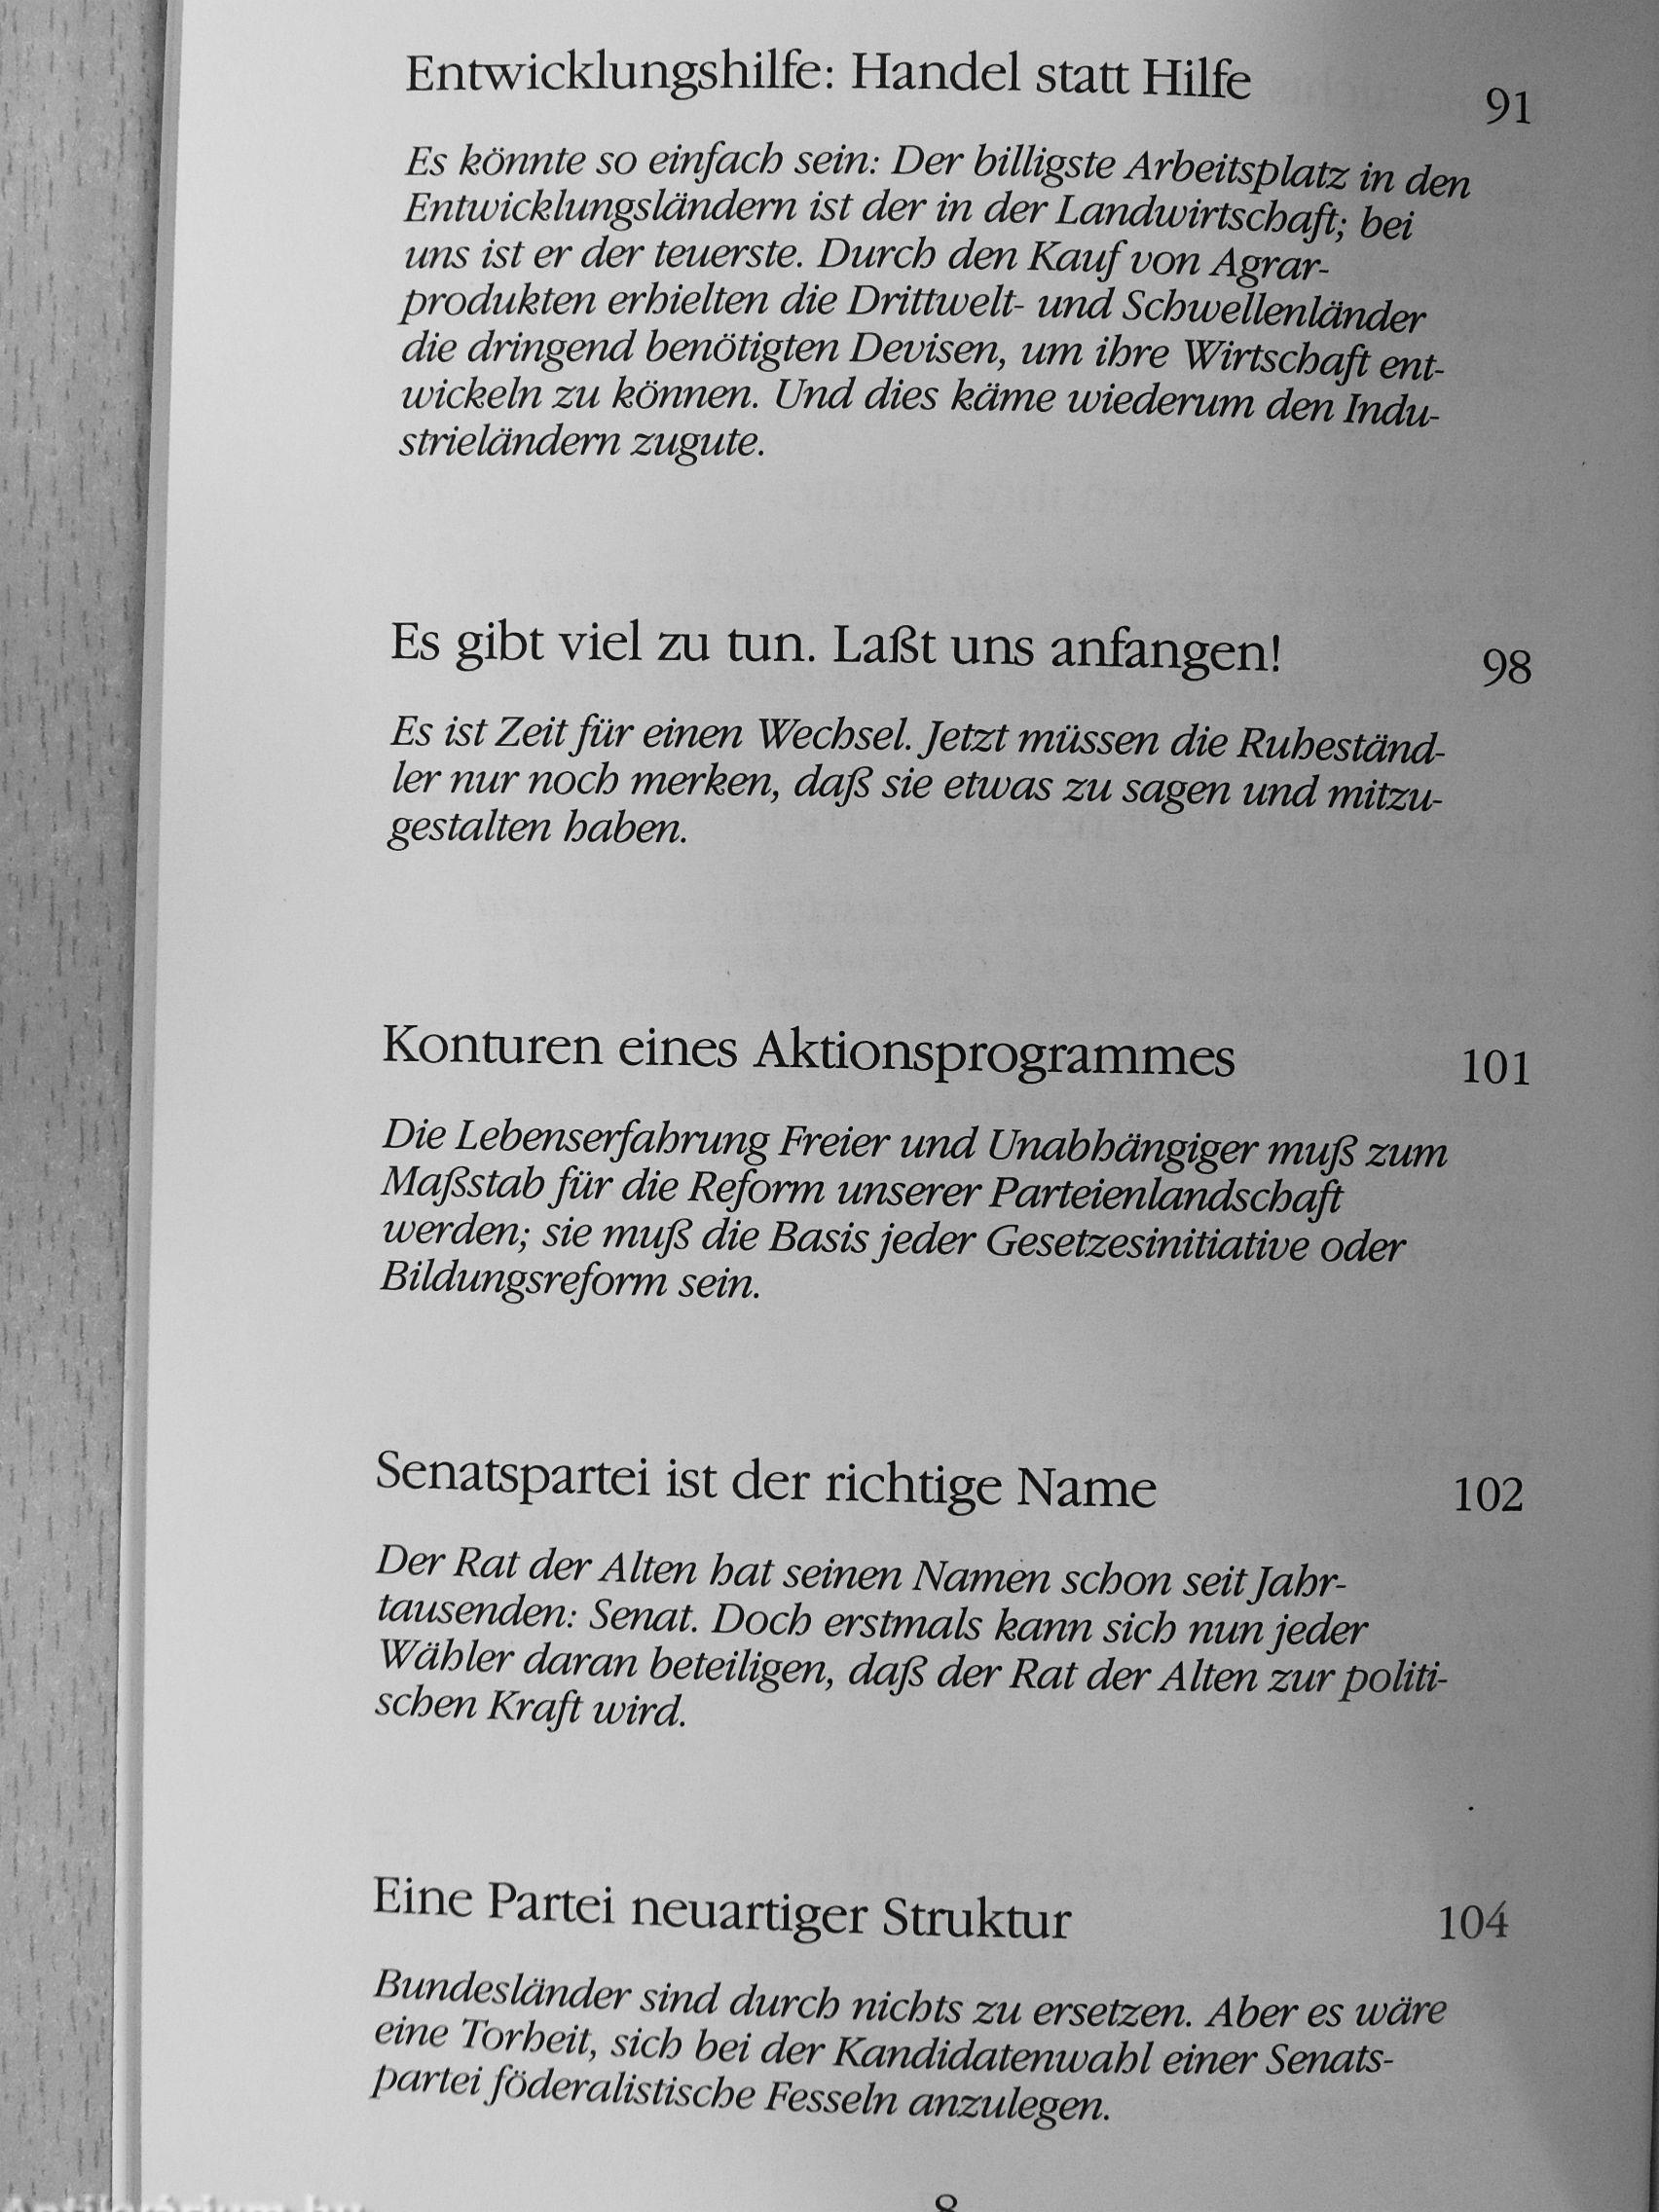 Entwicklungshilfe: Handel statt Hilfe 91
Es könnte so einfach sein: Der billigste Arbeitsplatz in den
Entwicklungsländern ist der in der Landwirtschaft; bei
uns ist er der teuerste. Durch den Kauf von Agrar-
produkten erhielten die Drittwelt- und Schwellenländer
die dringend benötigten Devisen, um ihre Wirtschaft ent-
wickeln zu können. Und dies käme wiederum den Indu-
strieländern zugute.
Es gibt viel zu tun. Laßt uns anfangen! 98
Es ist Zeit für einen Wechsel. Jetzt müssen die Ruheständ-
ler nur noch merken, daß sie etwas zu sagen und mitzu-
gestalten haben.
Konturen eines Aktionsprogrammes 101
Die Lebenserfahrung Freier und Unabhängiger muß zum
Maßstab für die Reform unserer Parteienlandschaft
werden; sie muß die Basis jeder Gesetzesinitiative oder
Bildungsreform sein.
Senatspartei ist der richtige Name 102
Der Rat der Alten hat seinen Namen schon seit Jahr-
tausenden: Senat. Doch erstmals kann sich nun jeder
Wähler daran beteiligen, daß der Rat der Alten zur politi-
schen Kraft wird.
Eine Partei neuartiger Struktur 104
Bundesländer sind durch nichts zu ersetzen. Aber es wäre
eine Torheit, sich bei der Kandidatenwahl einer Senats-
partei föderalistische Fesseln anzulegen.
8